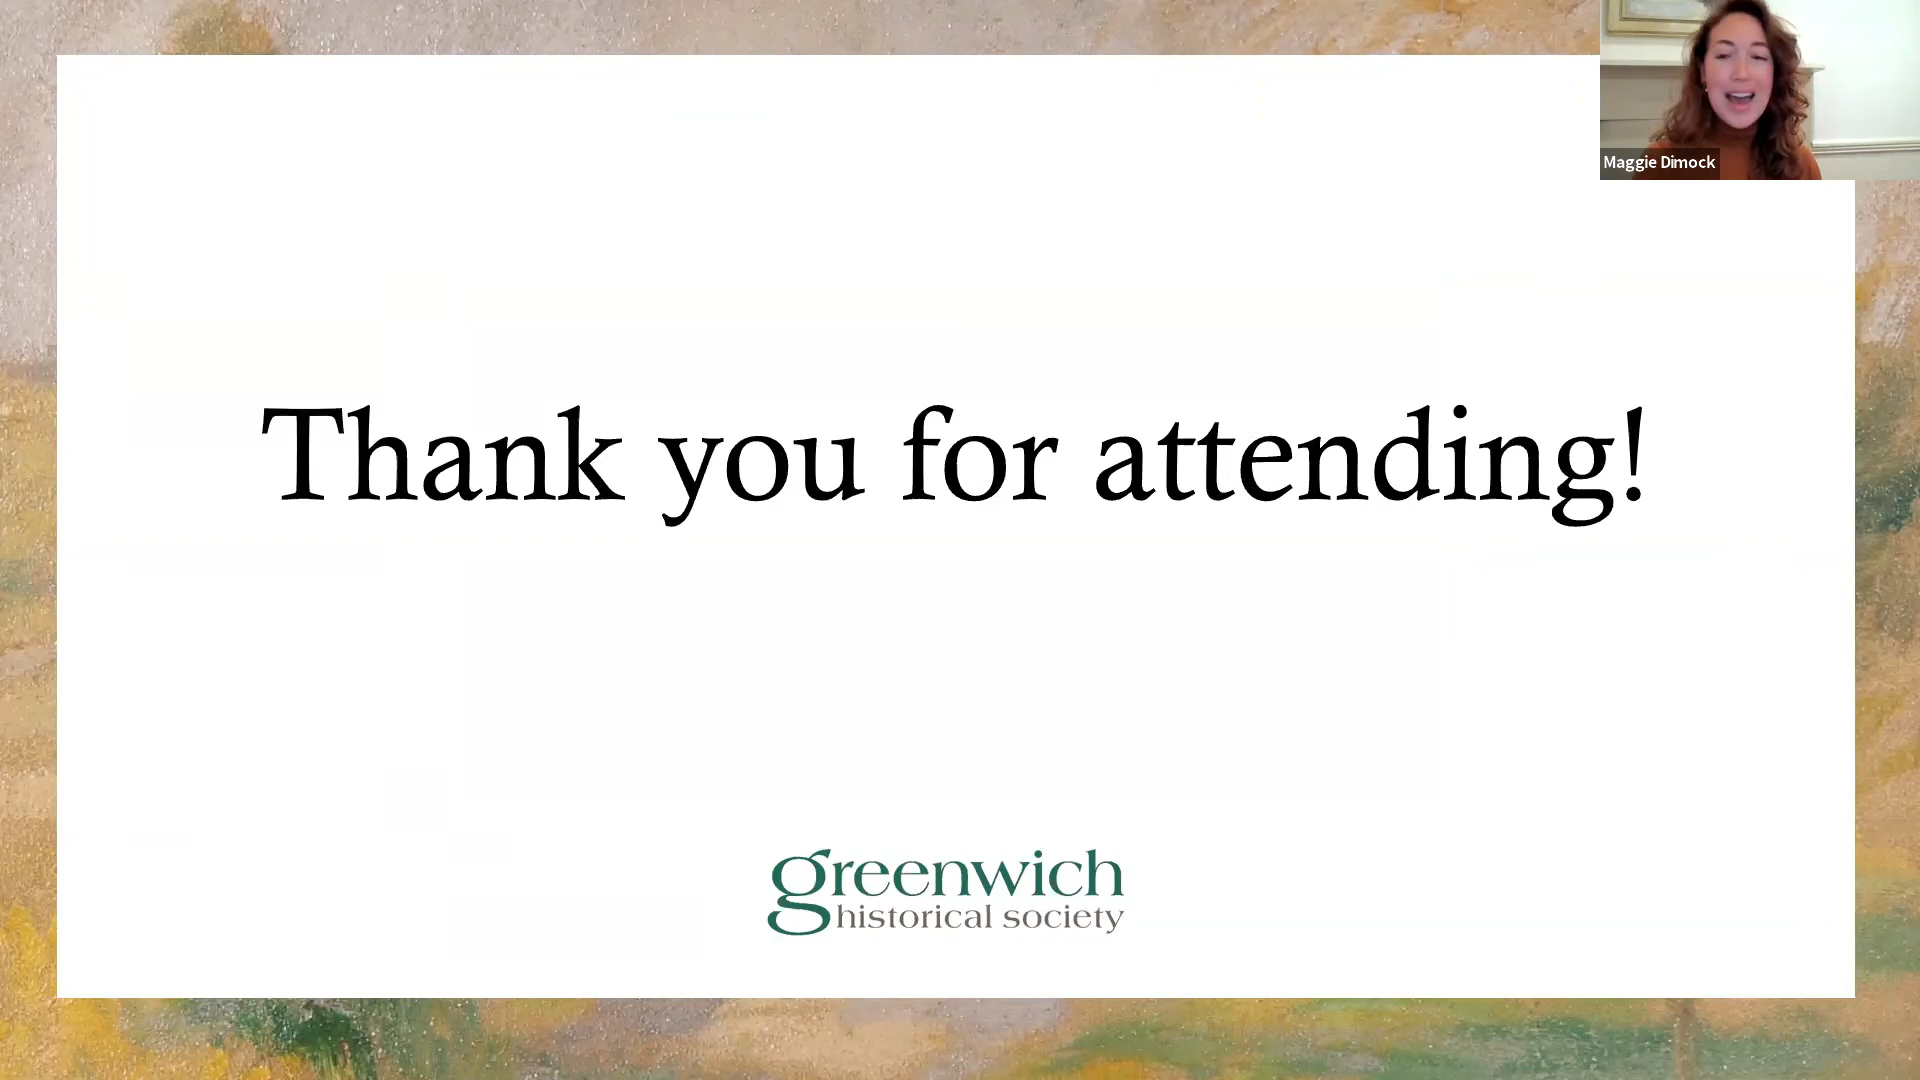 Maggie Dimock
Thank you for attending!
greenwich
historical society